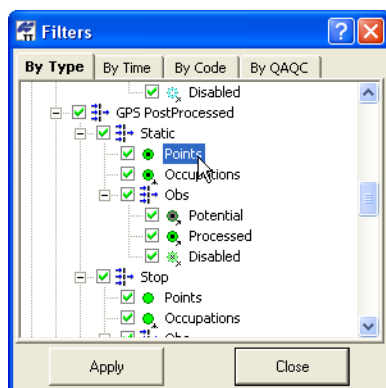 Filters
By Type By Time By Code By QAQC
Disabled
GPS PostProcessed
Static
Points
Occupations
Obs
Potential
Processed
Disabled
Stop
Points
Occupations
Apply Close